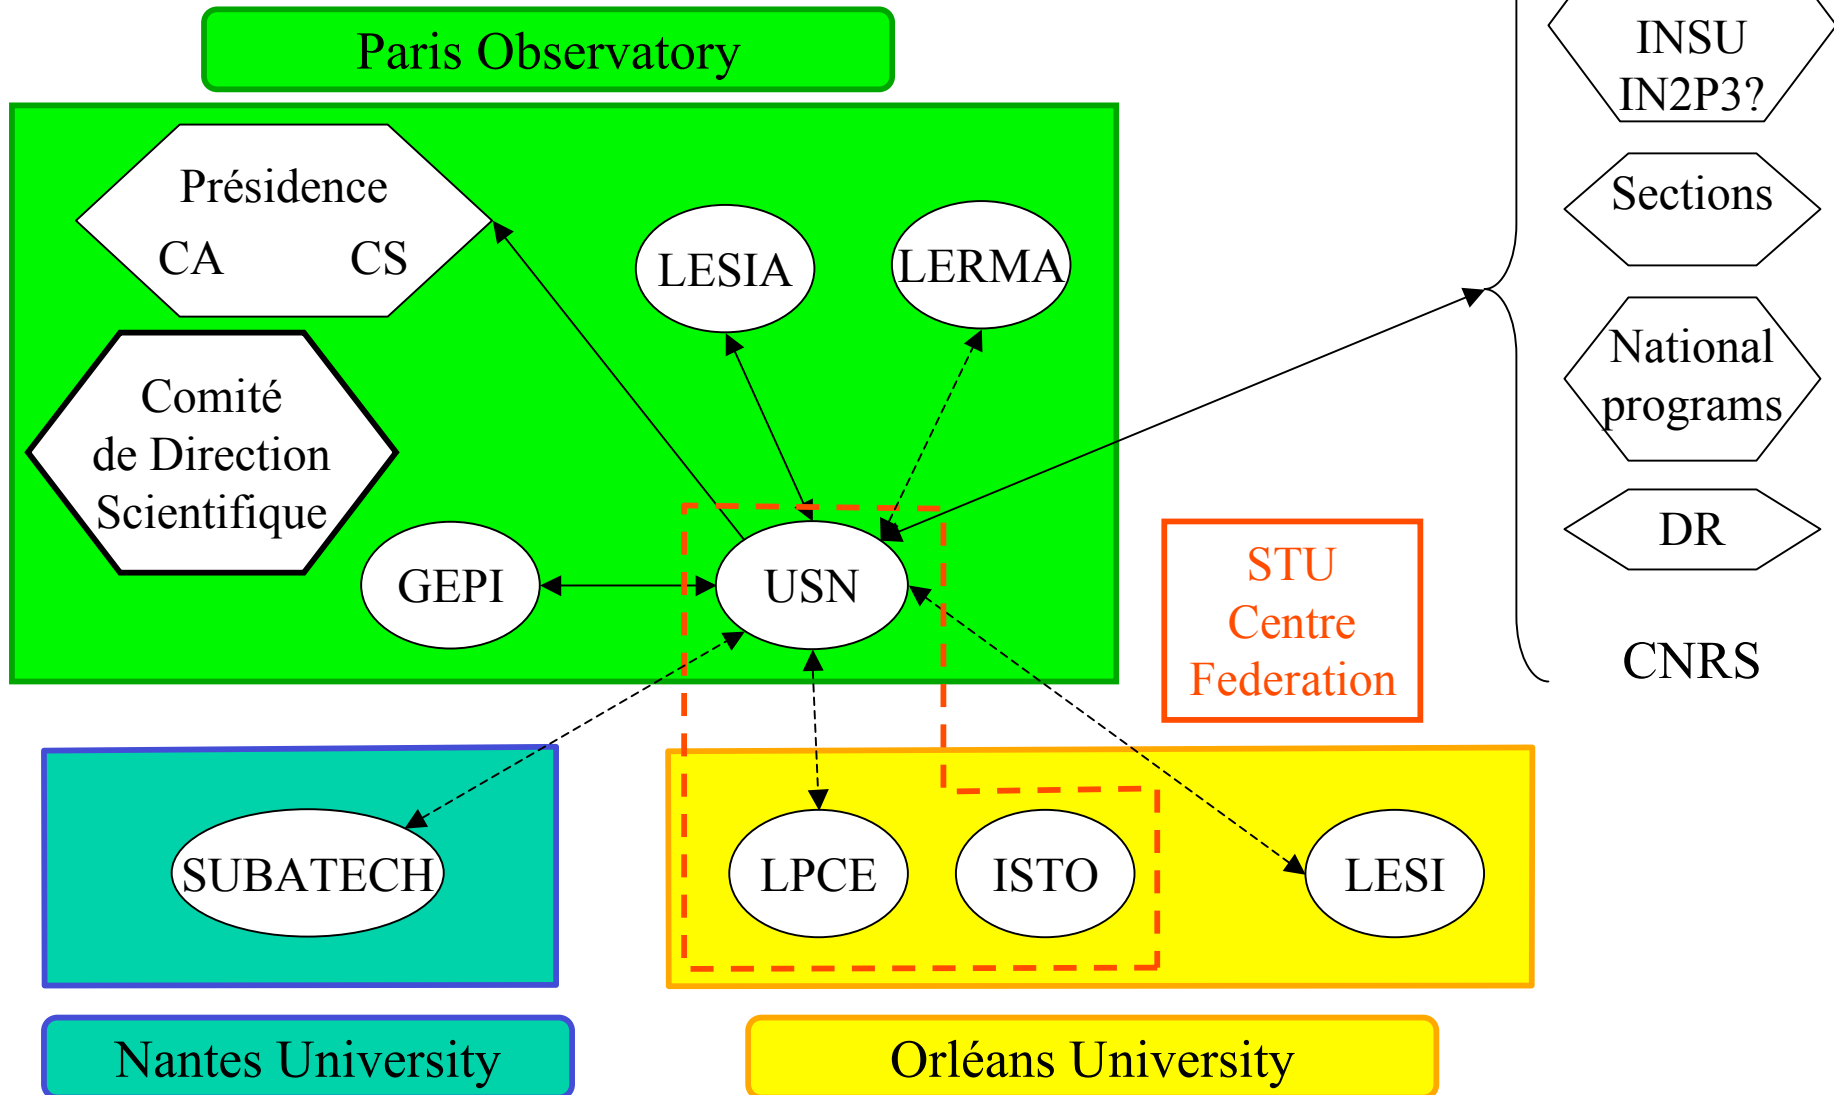 Paris Observatory
Présidence
CA CS
LESIA
LERMA
Comité
de Direction
Scientifique
GEPI
USN
STU
Centre
Federation
INSU
IN2P3?
Sections
National
programs
DR
CNRS
SUBATECH
LPCE
ISTO
LESI
Nantes University
Orléans University